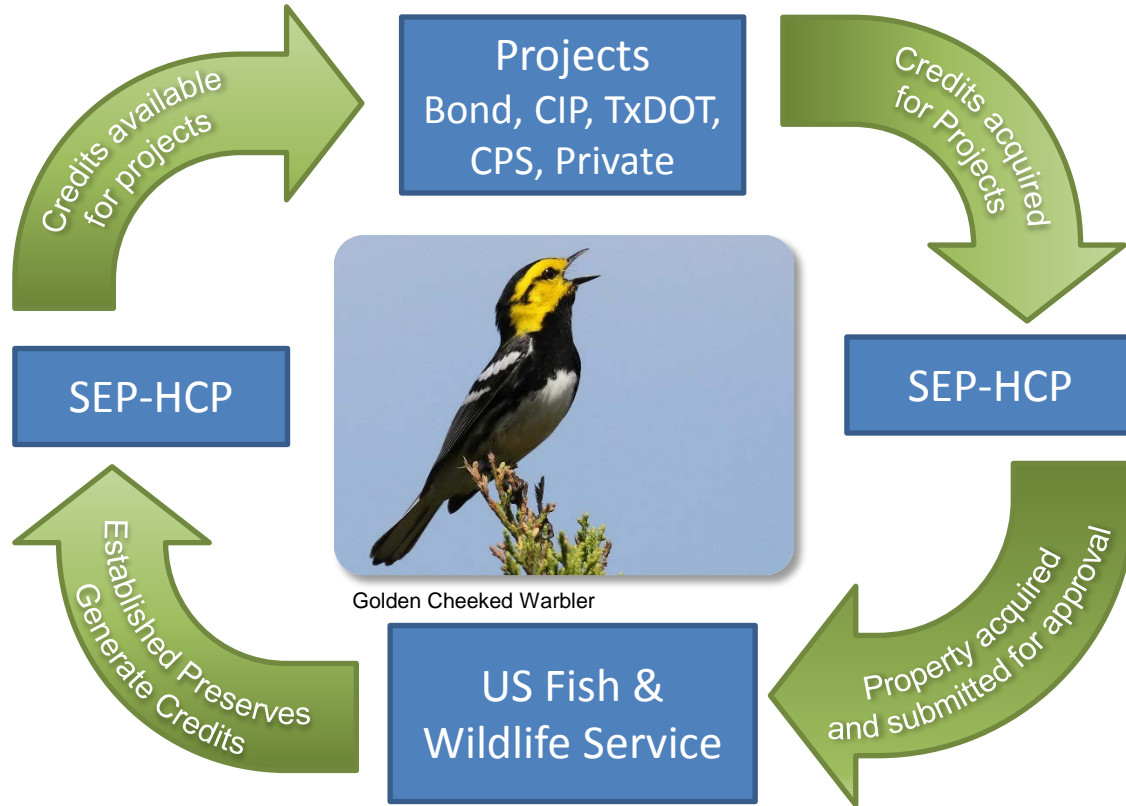 Projects
Bond, CIP, TxDOT,
CPS, Private
Credits available
for projects
Credits acquired
for Projects
SEP-HCP
SEP-HCP
Golden Cheeked Warbler
Established Preserves
Generate Credits
US Fish &
Wildlife Service
Property acquired
and submitted for approval